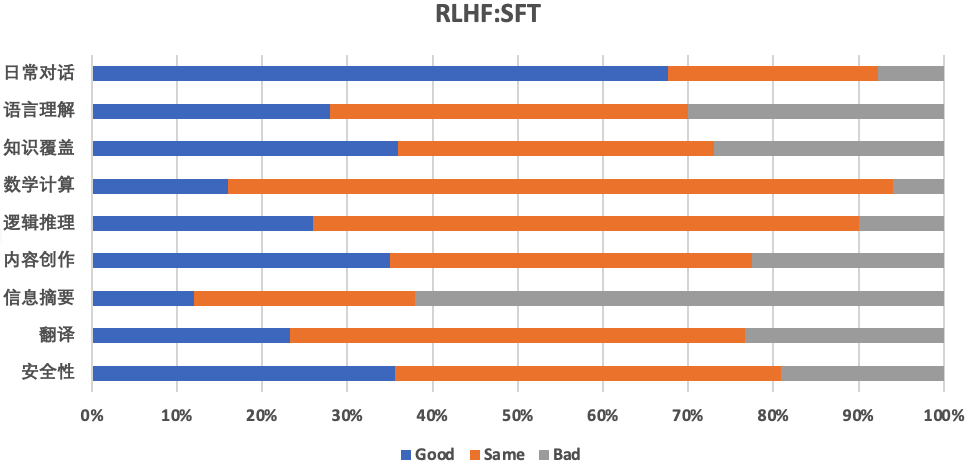 RLHF:SFT
日常对话
语言理解
知识覆盖
数学计算
逻辑推理
内容创作
信息摘要
翻译
安全性
0% 10% 20% 30% 40% 50% 60% 70% 80% 90% 100%
Good Same Bad